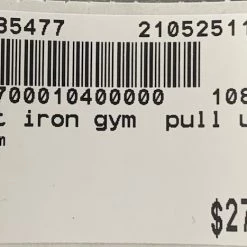 35477 21052511
700010400000 108
t iron gym pull u
m
$27